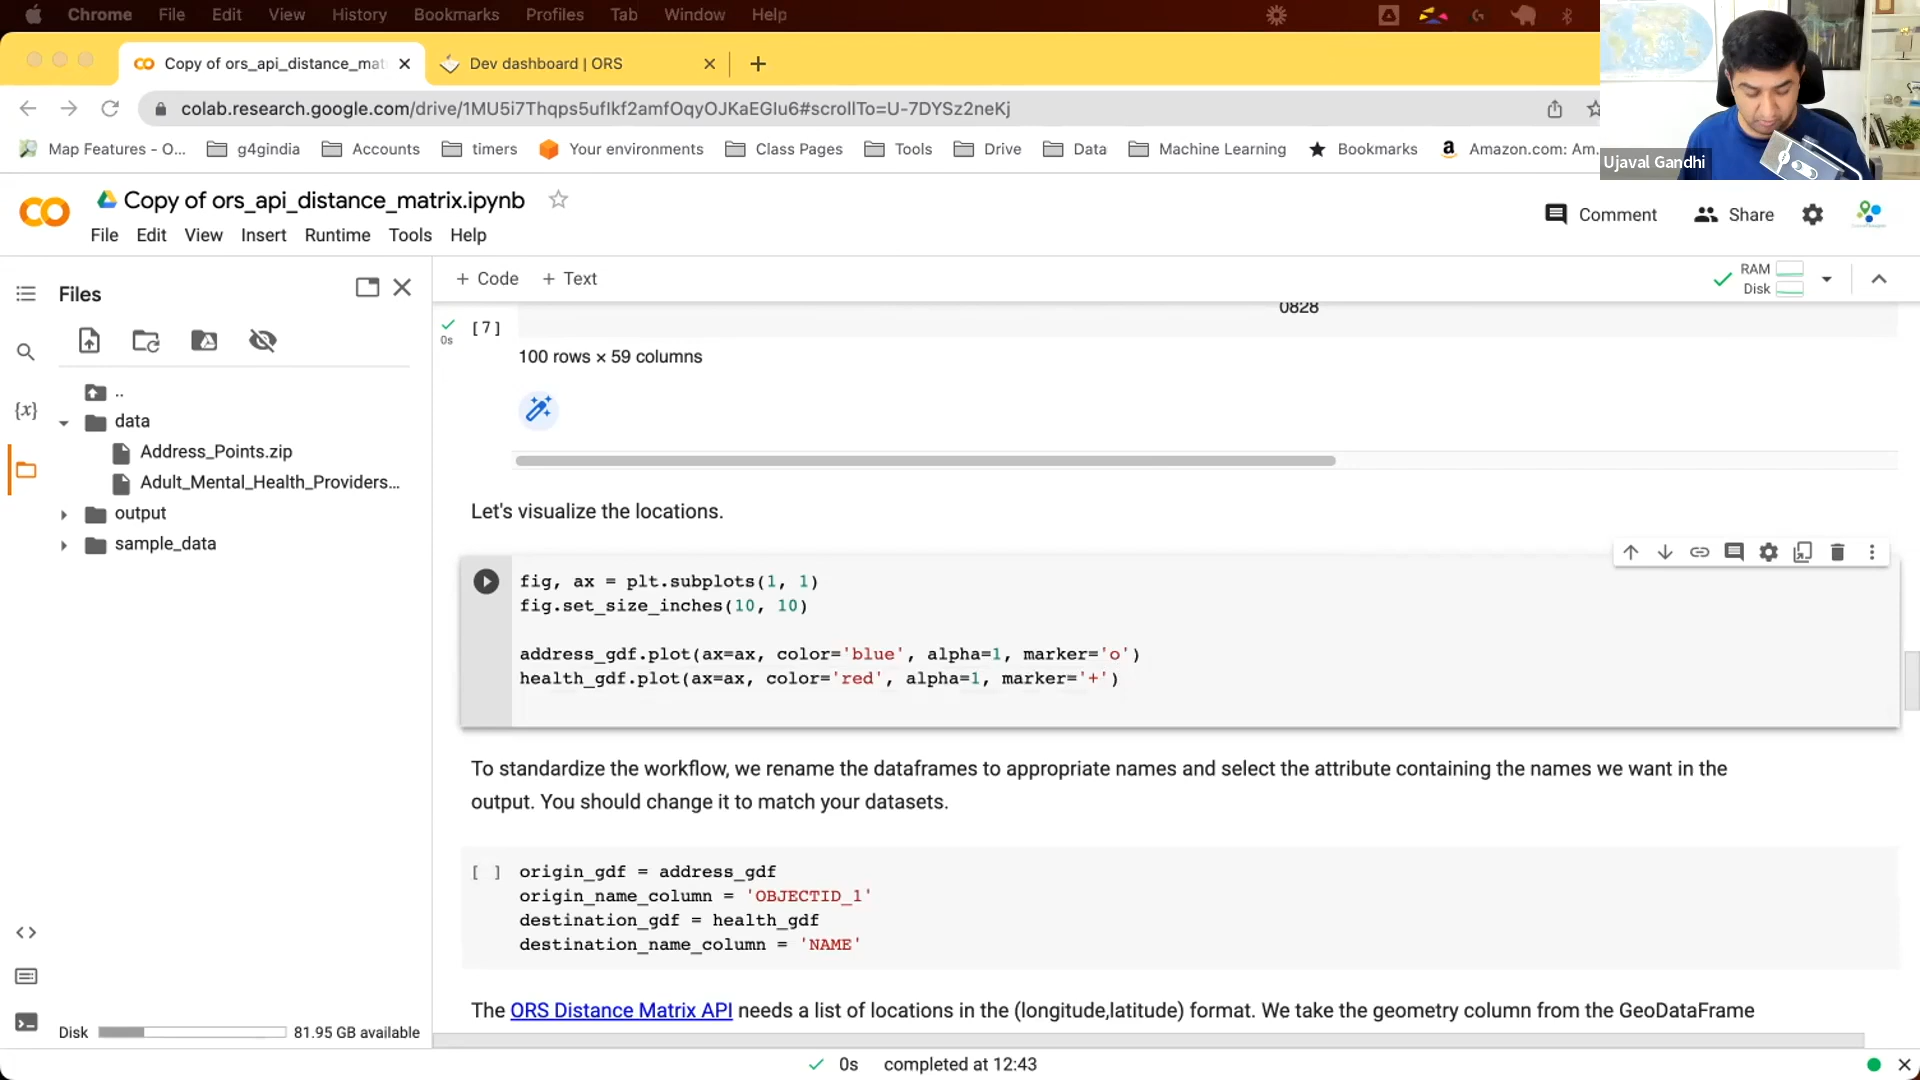 Chrome File Edit View History Bookmarks Profiles Tab Window Help
Copy of ors_api_distance_mat
Dev dashboard | ORS
colab.research.google.com/drive/1MU5i7Thqps5ufIkf2amfOqyOJKaEGIu6#scrollTo=U-7DYSz2neKj
Map Features - O... g4gindia Accounts timers Your environments Class Pages Tools Drive Data Machine Learning Bookmarks Amazon.com: Am.
Ujaval Gandhi
Copy of ors_api_distance_matrix.ipynb
Comment Share
File Edit View Insert Runtime Tools Help
Files
+ Code + Text
RAM
Disk
..
data
Address_Points.zip
Adult_Mental_Health_Providers...
output
sample_data
{x}
Disk 81.95 GB available
0828
[7]
0s
100 rows × 59 columns
Let's visualize the locations.
fig, ax = plt.subplots(1, 1)
fig.set_size_inches(10, 10)
address_gdf.plot(ax=ax, color='blue', alpha=1, marker='o')
health_gdf.plot(ax=ax, color='red', alpha=1, marker='+')
To standardize the workflow, we rename the dataframes to appropriate names and select the attribute containing the names we want in the
output. You should change it to match your datasets.
[ ] origin_gdf = address_gdf
origin_name_column = 'OBJECTID_1'
destination_gdf = health_gdf
destination_name_column = 'NAME'
The ORS Distance Matrix API needs a list of locations in the (longitude,latitude) format. We take the geometry column from the GeoDataFrame
0s completed at 12:43